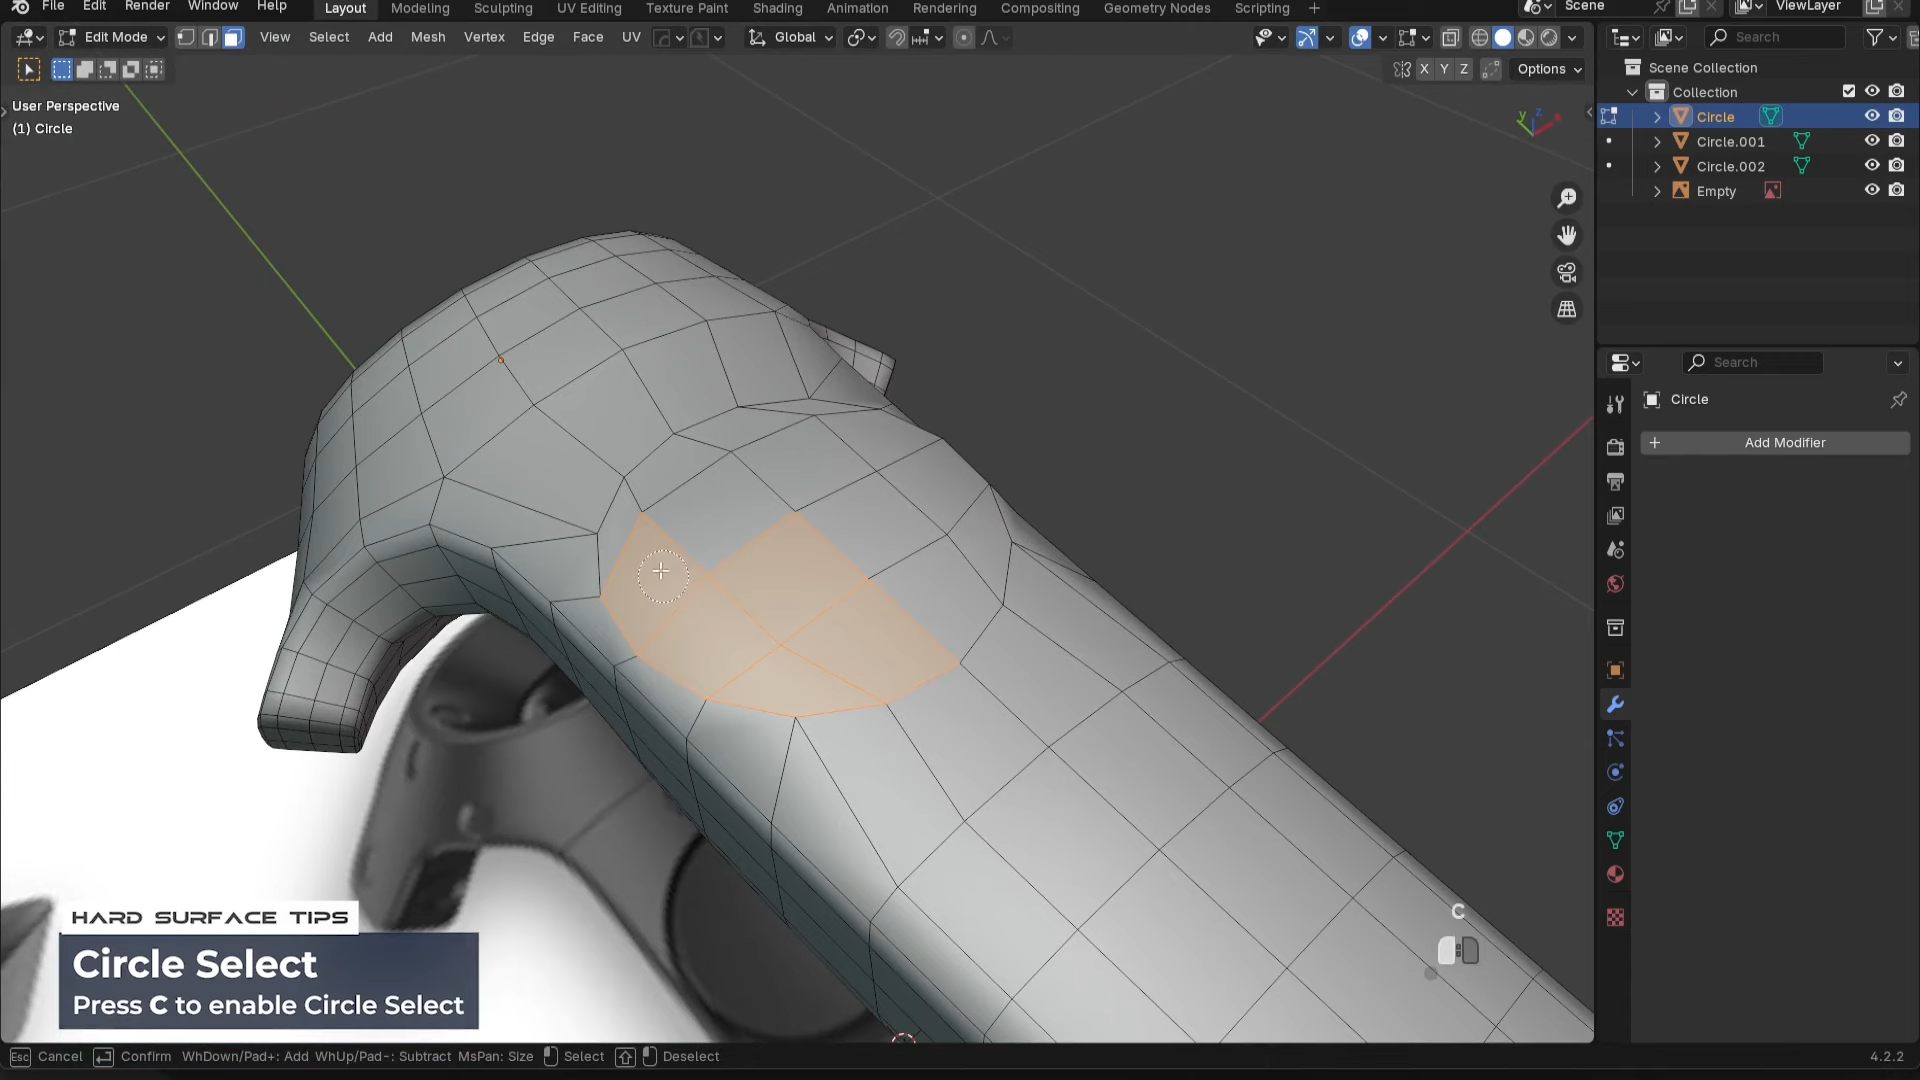 File Edit Render Window Help Layout Modeling Sculpting UV Editing Texture Paint Shading Animation Rendering Compositing Geometry Nodes Scripting + Scene ViewLayer
Edit Mode View Select Add Mesh Vertex Edge Face UV Global Search
X Y Z Options
User Perspective
(1) Circle
Scene Collection
Collection
Circle
Circle.001
Circle.002
Empty
Search
Circle
+ Add Modifier
y z x
C
HARD SURFACE TIPS
Circle Select
Press C to enable Circle Select
Esc Cancel Confirm WhDown/Pad+: Add WhUp/Pad-: Subtract MsPan: Size Select Deselect 4.2.2